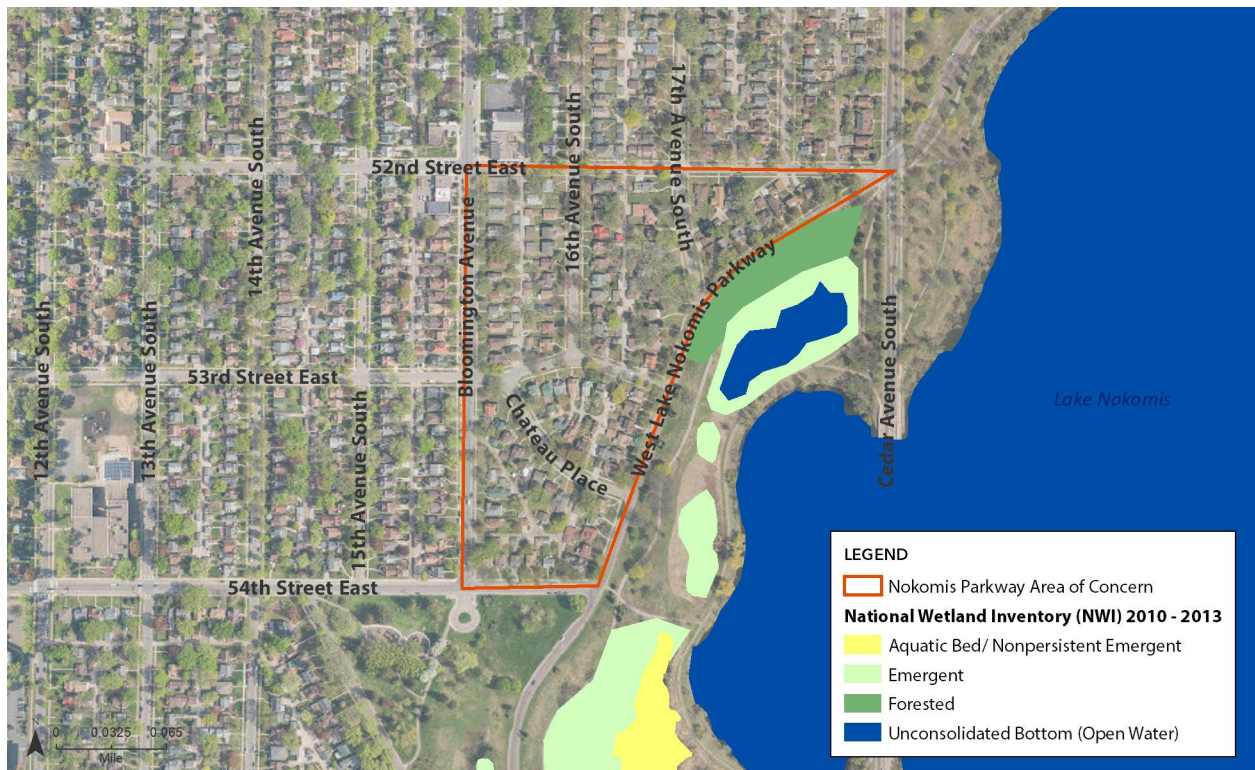 17th Avenue South
16th Avenue South
14th Avenue South
52nd Street East
Bloomington Avenue
West Lake Nokomis Parkway
12th Avenue South
13th Avenue South
53rd Street East
15th Avenue South
Chateau Place
Cedar Avenue South
Lake Nokomis
54th Street East
LEGEND
Nokomis Parkway Area of Concern
National Wetland Inventory (NWI) 2010 - 2013
Aquatic Bed/ Nonpersistent Emergent
Emergent
Forested
Unconsolidated Bottom (Open Water)
0 0.0325 0.065
Mile